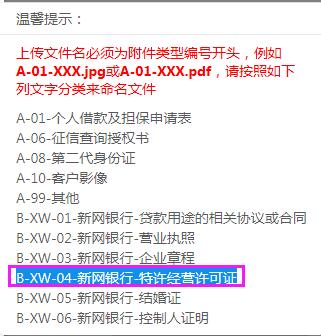 温馨提示：
上传文件名必须为附件类型编号开头，例如
A-01-XXX.jpg或A-01-XXX.pdf，请按照如下
列文字分类来命名文件
A-01-个人借款及担保申请表
A-06-征信查询授权书
A-08-第二代身份证
A-10-客户影像
A-99-其他
B-XW-01-新网银行-贷款用途的相关协议或合同
B-XW-02-新网银行-营业执照
B-XW-03-新网银行-企业章程
B-XW-04-新网银行-特许经营许可证
B-XW-05-新网银行-结婚证
B-XW-06-新网银行-控制人证明